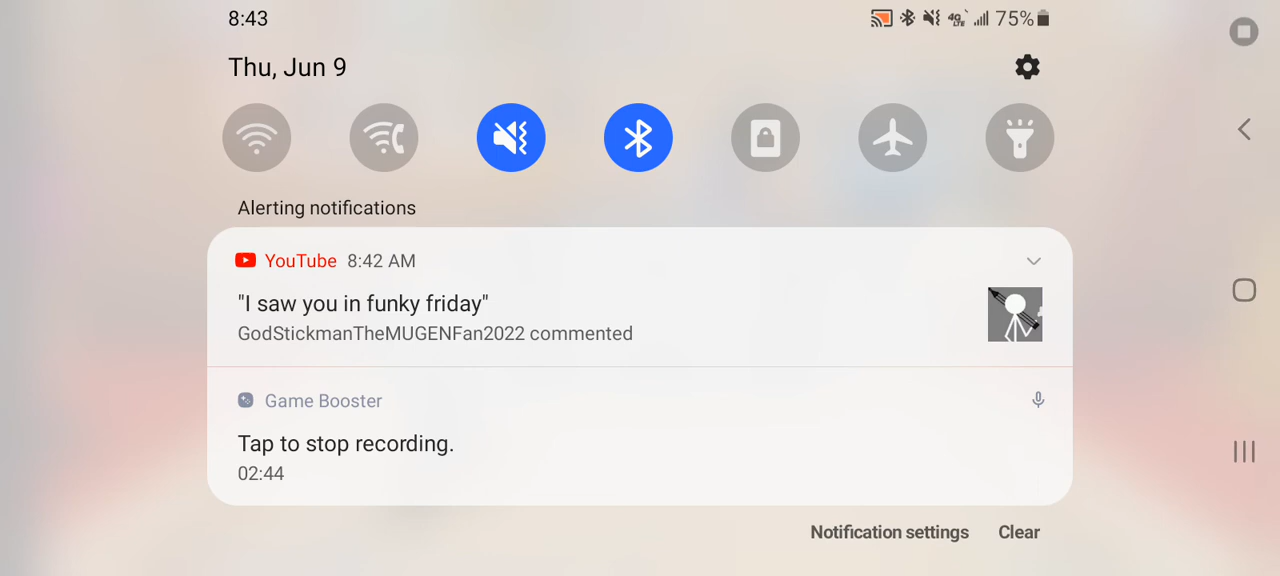 8:43
75%
Thu, Jun 9
Alerting notifications
YouTube 8:42 AM
"I saw you in funky friday"
GodStickmanTheMUGENFan2022 commented
Game Booster
Tap to stop recording.
02:44
Notification settings Clear